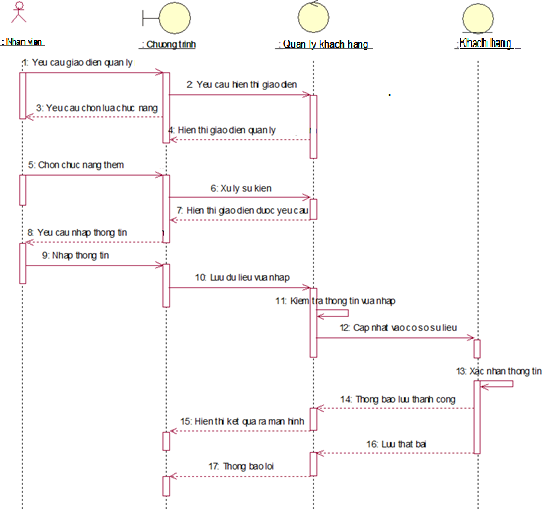 : Nhan vien
: Chuong trinh
: Quan ly khach hang
: Khach hang
1: Yeu cau giao dien quan ly
2: Yeu cau hien thi giao dien
3: Yeu cau chon lua chuc nang
4: Hien thi giao dien quan ly
5: Chon chuc nang them
6: Xu ly su kien
7: Hien thi giao dien duoc yeu cau
8: Yeu cau nhap thong tin
9: Nhap thong tin
10: Luu du lieu vua nhap
11: Kiem tra thong tin vua nhap
12: Cap nhat vao co so su lieu
13: Xac nhan thong tin
14: Thong bao luu thanh cong
15: Hien thi ket qua ra man hinh
16: Luu that bai
17: Thong bao loi